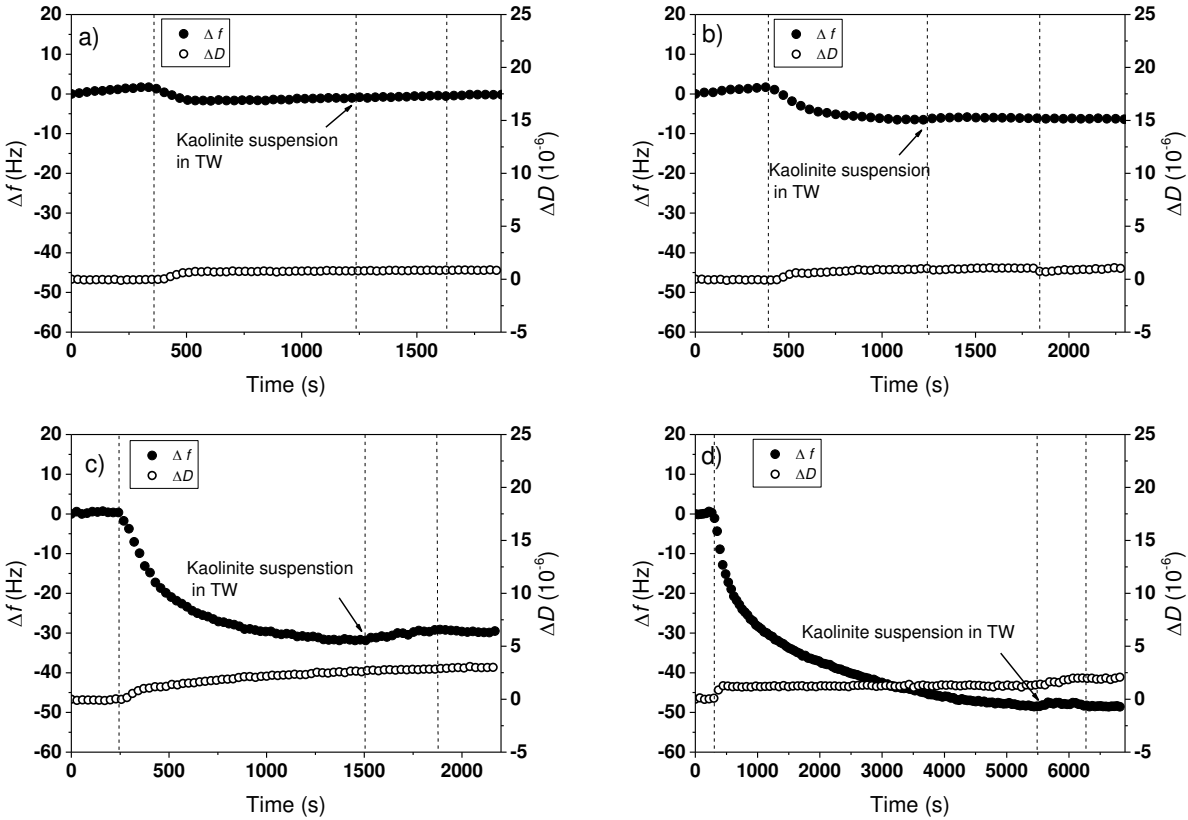 a)
Δ f
ΔD
20
10
0
-10
-20
-30
-40
-50
-60
25
20
15
10
5
0
-5
Δf (Hz)
ΔD (10⁻⁶)
Kaolinite suspension
in TW
0
500
1000
1500
Time (s)
b)
Δ f
ΔD
20
10
0
-10
-20
-30
-40
-50
-60
25
20
15
10
5
0
-5
Δf (Hz)
ΔD (10⁻⁶)
Kaolinite suspension
in TW
0
500
1000
1500
2000
Time (s)
c)
Δ f
ΔD
20
10
0
-10
-20
-30
-40
-50
-60
25
20
15
10
5
0
-5
Δf (Hz)
ΔD (10⁻⁶)
Kaolinite suspenstion
in TW
0
500
1000
1500
2000
Time (s)
d)
Δ f
ΔD
20
10
0
-10
-20
-30
-40
-50
-60
25
20
15
10
5
0
-5
Δf (Hz)
ΔD (10⁻⁶)
Kaolinite suspension in TW
0
1000
2000
3000
4000
5000
6000
Time (s)